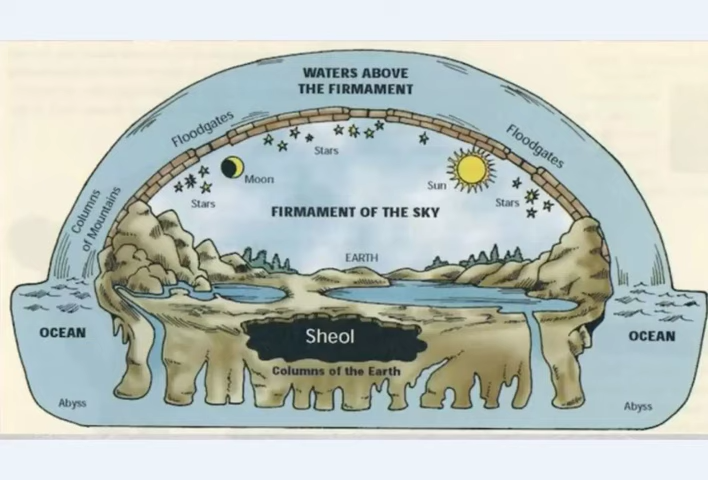 WATERS ABOVE
THE FIRMAMENT
Floodgates
Floodgates
Stars
Moon
Sun
Stars
Stars
Columns
of Mountains
FIRMAMENT OF THE SKY
EARTH
OCEAN
Sheol
OCEAN
Columns of the Earth
Abyss
Abyss